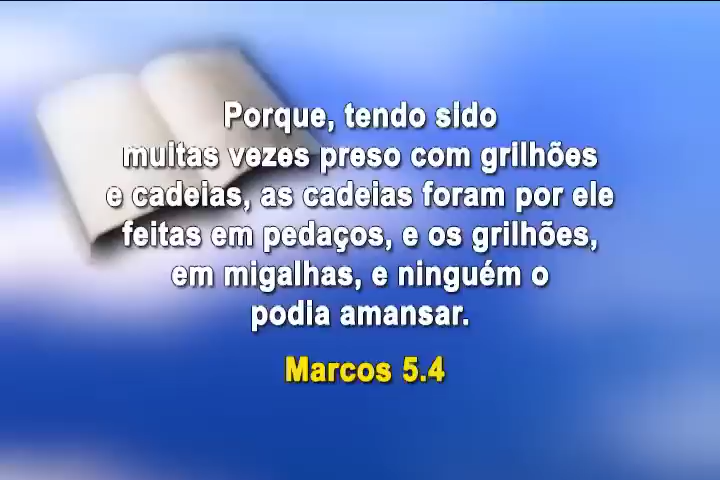 Porque, tendo sido
muitas vezes preso com grilhões
e cadeias, as cadeias foram por ele
feitas em pedaços, e os grilhões,
em migalhas, e ninguém o
podia amansar.
Marcos 5.4